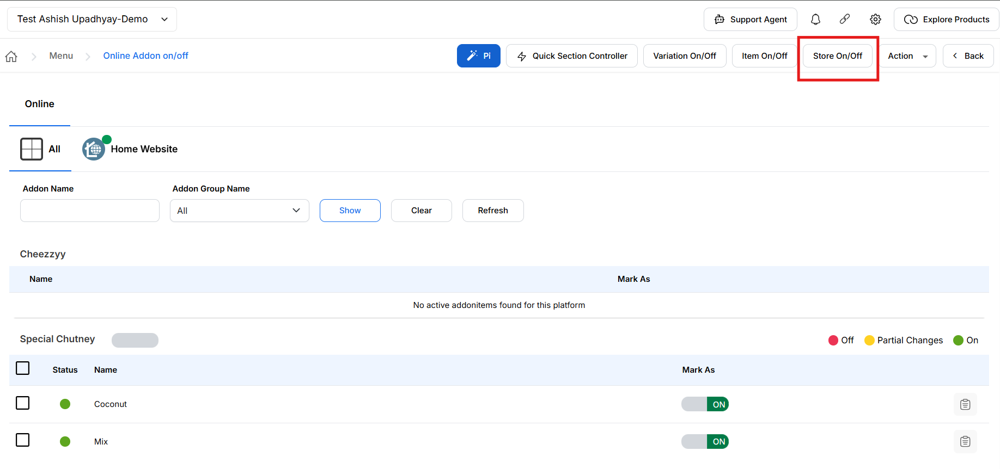 Test Ashish Upadhyay-Demo
Support Agent
Explore Products
Menu
Online Addon on/off
Pi
Quick Section Controller
Variation On/Off
Item On/Off
Store On/Off
Action
Back
Online
All
Home Website
Addon Name
Addon Group Name
All
Show
Clear
Refresh
Cheezzyy
Name
Mark As
No active addonitems found for this platform
Special Chutney
Off
Partial Changes
On
Status
Name
Mark As
Coconut
ON
Mix
ON